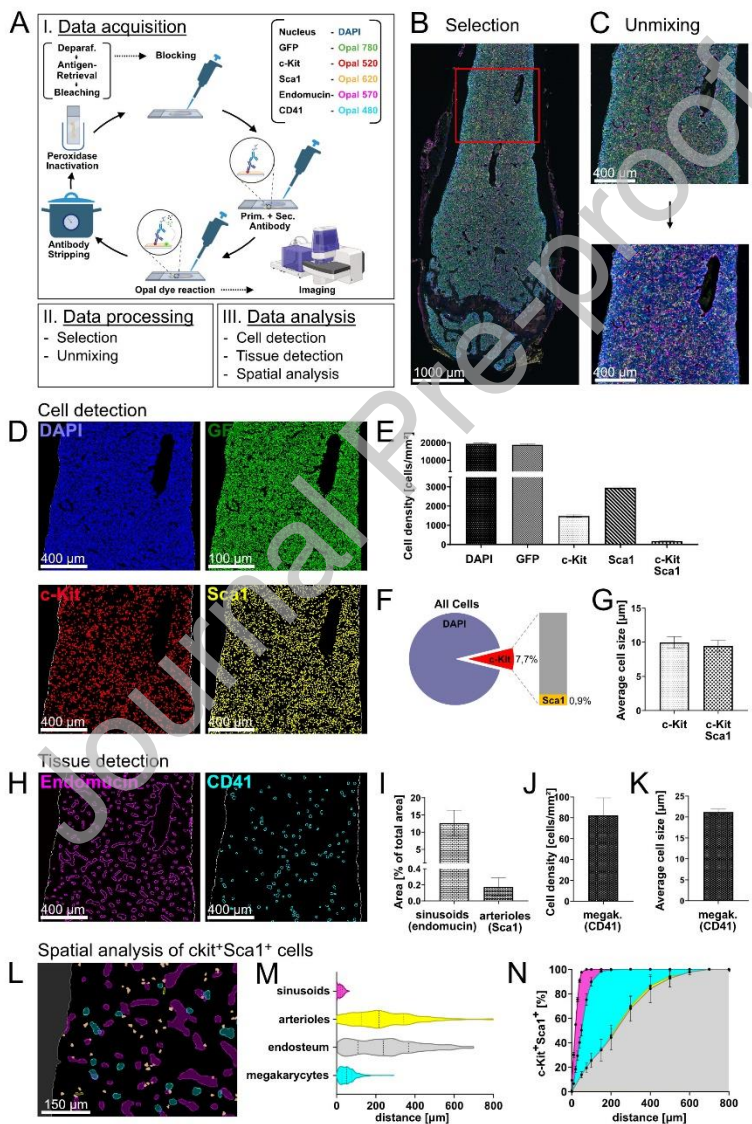 A
I. Data acquisition
Deparaf.
+
Antigen-
Retrieval
+
Bleaching
Blocking
Nucleus - DAPI
GFP - Opal 780
c-Kit - Opal 520
Sca1 - Opal 620
Endomucin- Opal 570
CD41 - Opal 480
Peroxidase
Inactivation
Prim. + Sec.
Antibody
Antibody
Stripping
Opal dye reaction
Imaging
II. Data processing
- Selection
- Unmixing
III. Data analysis
- Cell detection
- Tissue detection
- Spatial analysis
B Selection
1000 µm
C Unmixing
400 µm
400 µm
Journal Pre-proof
Cell detection
D
DAPI
400 µm
GF
100 µm
c-Kit
400 µm
Sca1
400 µm
E
Cell density [cells/mm²]
20000
10000
3000
2000
1000
0
DAPI
GFP
c-Kit
Sca1
c-Kit
Sca1
F
All Cells
DAPI
c-Kit
7,7%
Sca1
0,9%
G
Average cell size [µm]
15
10
5
0
c-Kit
c-Kit
Sca1
Tissue detection
H
Endomucin
400 µm
CD41
400 µm
I
Area [% of total area]
20
15
10
5
0.4
0.2
0.0
sinusoids
(endomucin)
arterioles
(Sca1)
J
Cell density [cells/mm²]
100
80
60
40
20
0
megak.
(CD41)
K
Average cell size [µm]
25
20
15
10
5
0
megak.
(CD41)
Spatial analysis of ckit⁺Sca1⁺ cells
L
150 µm
M
sinusoids
arterioles
endosteum
megakarycytes
0 200 400 600 800
distance [µm]
N
c-Kit⁺Sca1⁺ [%]
100
80
60
40
20
0
0 200 400 600 800
distance [µm]